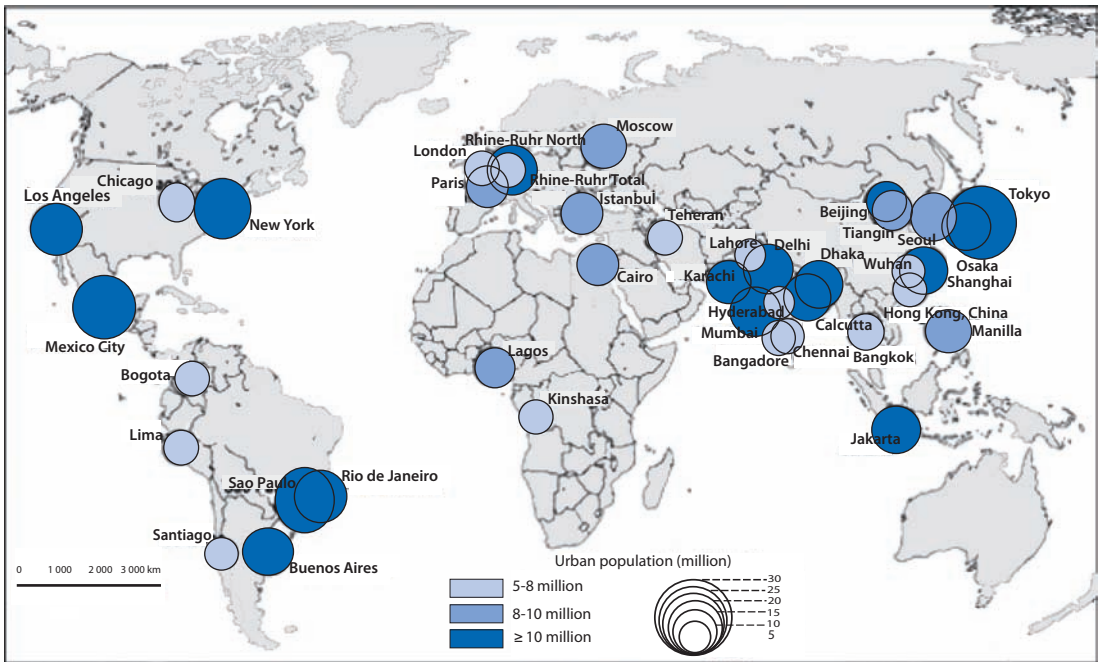 Moscow
Rhine-Ruhr North
London
Rhine-Ruhr Total
Paris
Chicago
Los Angeles
New York
Istanbul
Teheran
Tokyo
Beijing
Tiangin
Seoul
Lahore
Delhi
Dhaka
Wuhan
Osaka
Cairo
Karachi
Shanghai
Hyderabad
Hong Kong, China
Mumbai
Calcutta
Manilla
Mexico City
Bangadore
Chennai
Bangkok
Lagos
Bogota
Kinshasa
Lima
Jakarta
Sao Paulo
Rio de Janeiro
Santiago
Buenos Aires
0 1 000 2 000 3 000 km
Urban population (million)
5-8 million
8-10 million
≥ 10 million
30
25
20
15
10
5